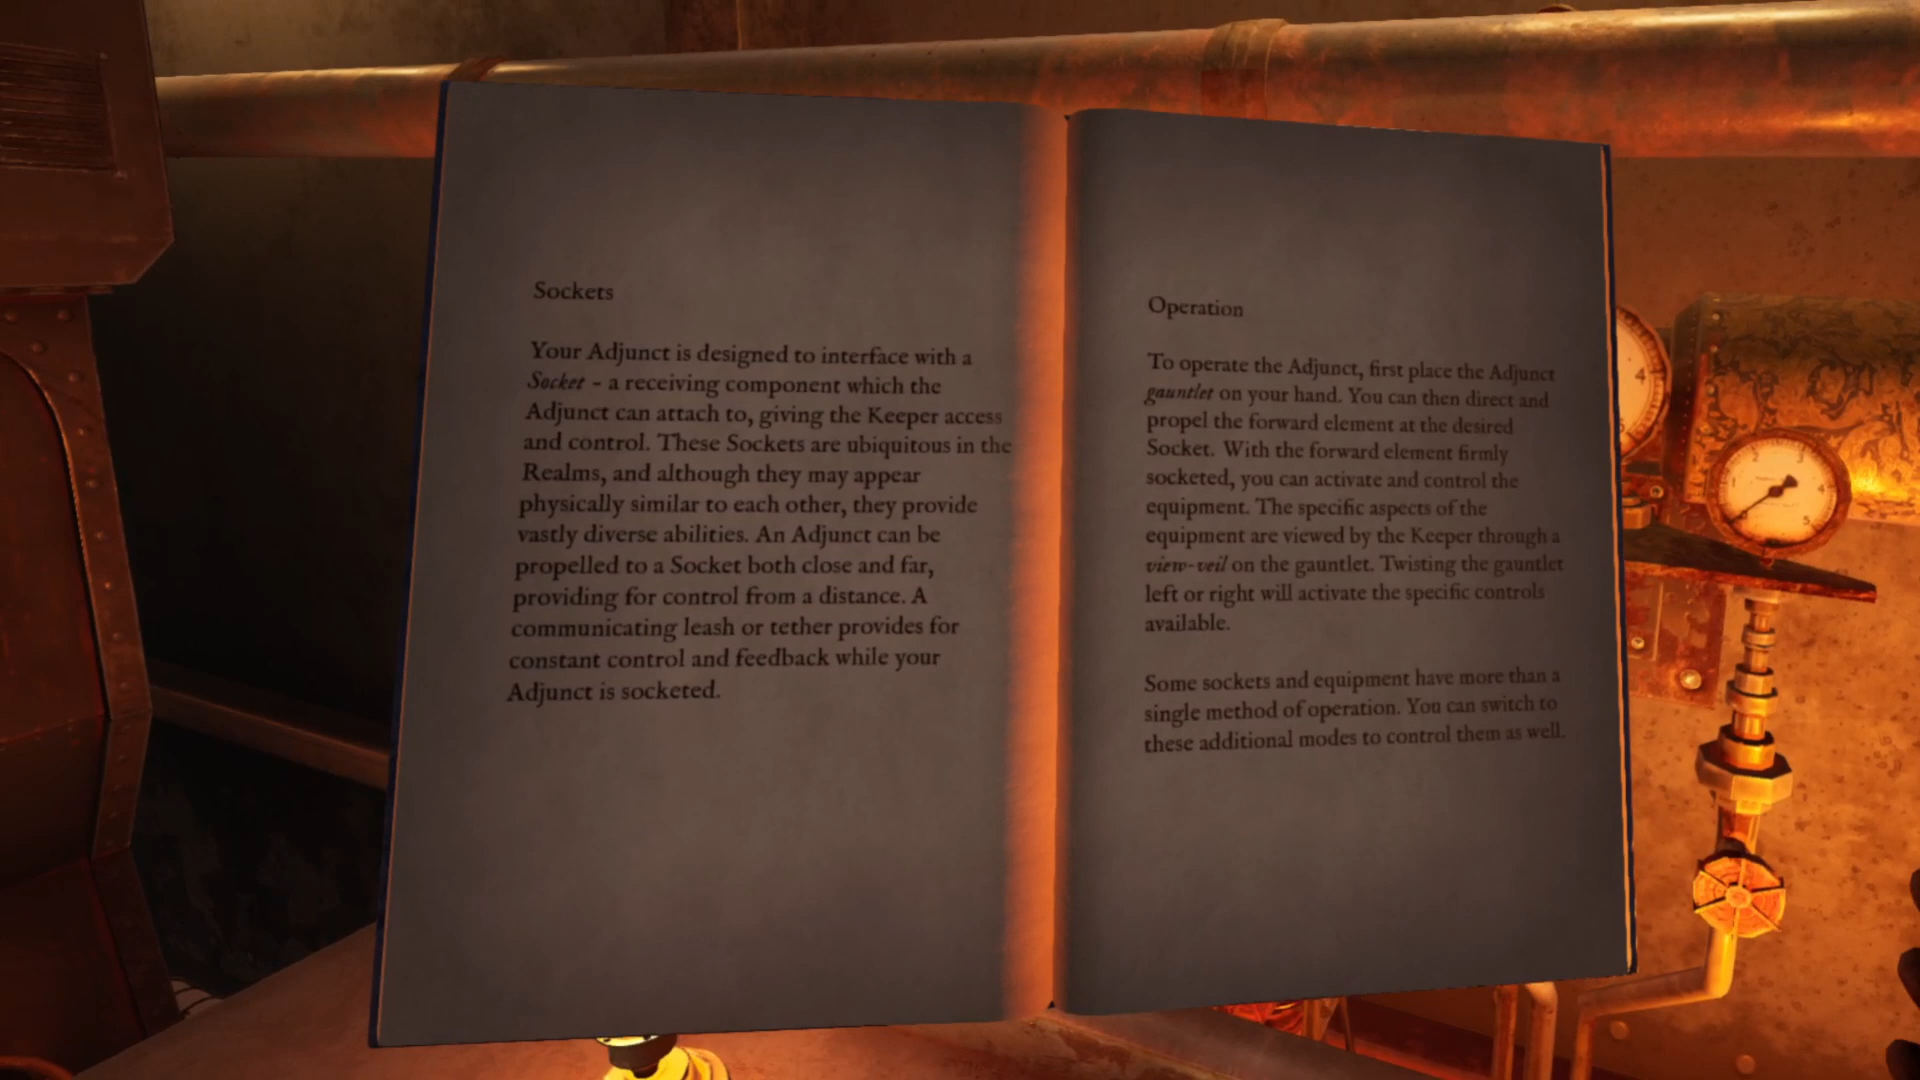 Sockets
Your Adjunct is designed to interface with a
Socket - a receiving component which the
Adjunct can attach to, giving the Keeper access
and control. These Sockets are ubiquitous in the
Realms, and although they may appear
physically similar to each other, they provide
vastly diverse abilities. An Adjunct can be
propelled to a Socket both close and far,
providing for control from a distance. A
communicating leash or tether provides for
constant control and feedback while your
Adjunct is socketed.
Operation
To operate the Adjunct, first place the Adjunct
gauntlet on your hand. You can then direct and
propel the forward element at the desired
Socket. With the forward element firmly
socketed, you can activate and control the
equipment. The specific aspects of the
equipment are viewed by the Keeper through a
view-veil on the gauntlet. Twisting the gauntlet
left or right will activate the specific controls
available.
Some sockets and equipment have more than a
single method of operation. You can switch to
these additional modes to control them as well.
4
1
2
3
4
5